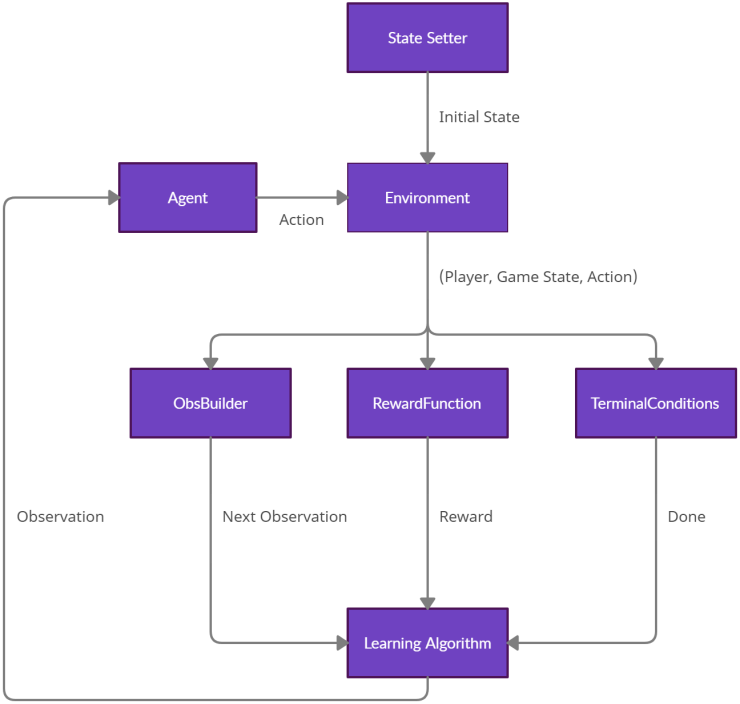 State Setter
Initial State
Agent
Action
Environment
(Player, Game State, Action)
ObsBuilder
RewardFunction
TerminalConditions
Observation
Next Observation
Reward
Done
Learning Algorithm